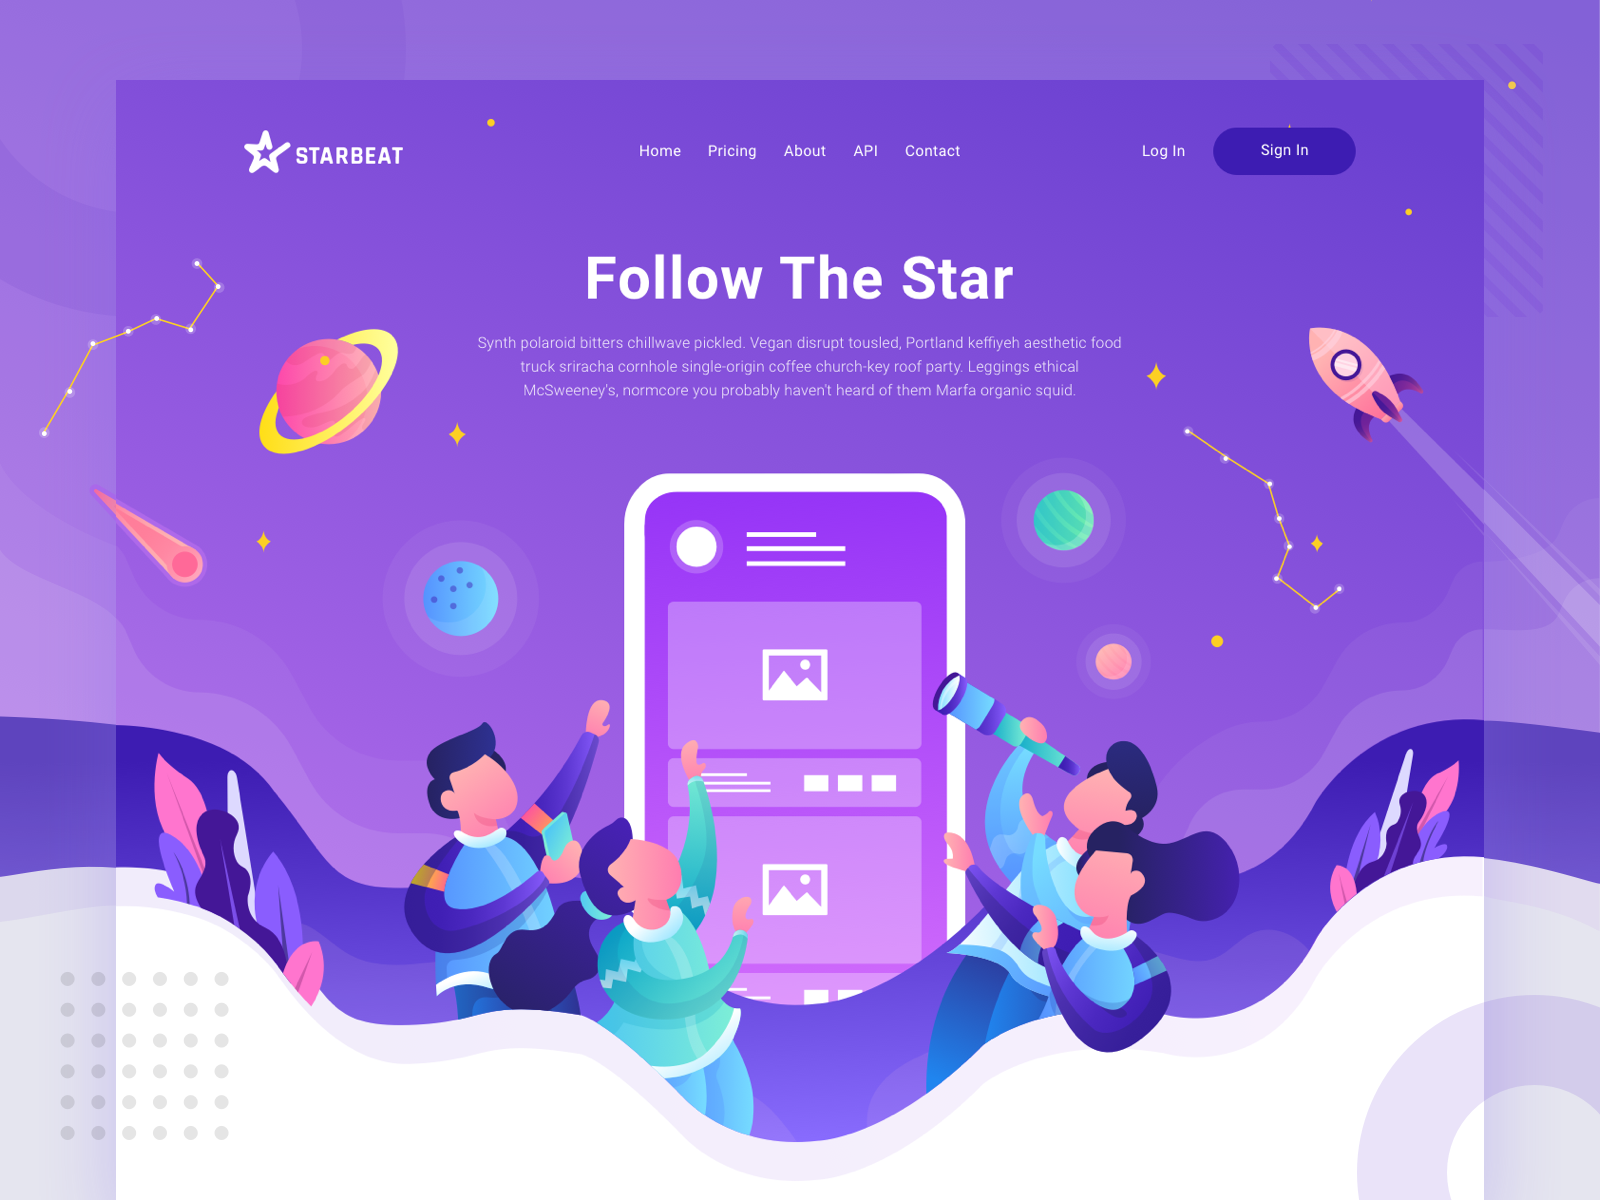 STARBEAT
Home Pricing About API Contact
Log In Sign In
Follow The Star
Synth polaroid bitters chillwave pickled. Vegan disrupt tousled, Portland keffiyeh aesthetic food
truck sriracha cornhole single-origin coffee church-key roof party. Leggings ethical
McSweeney's, normcore you probably haven't heard of them Marfa organic squid.